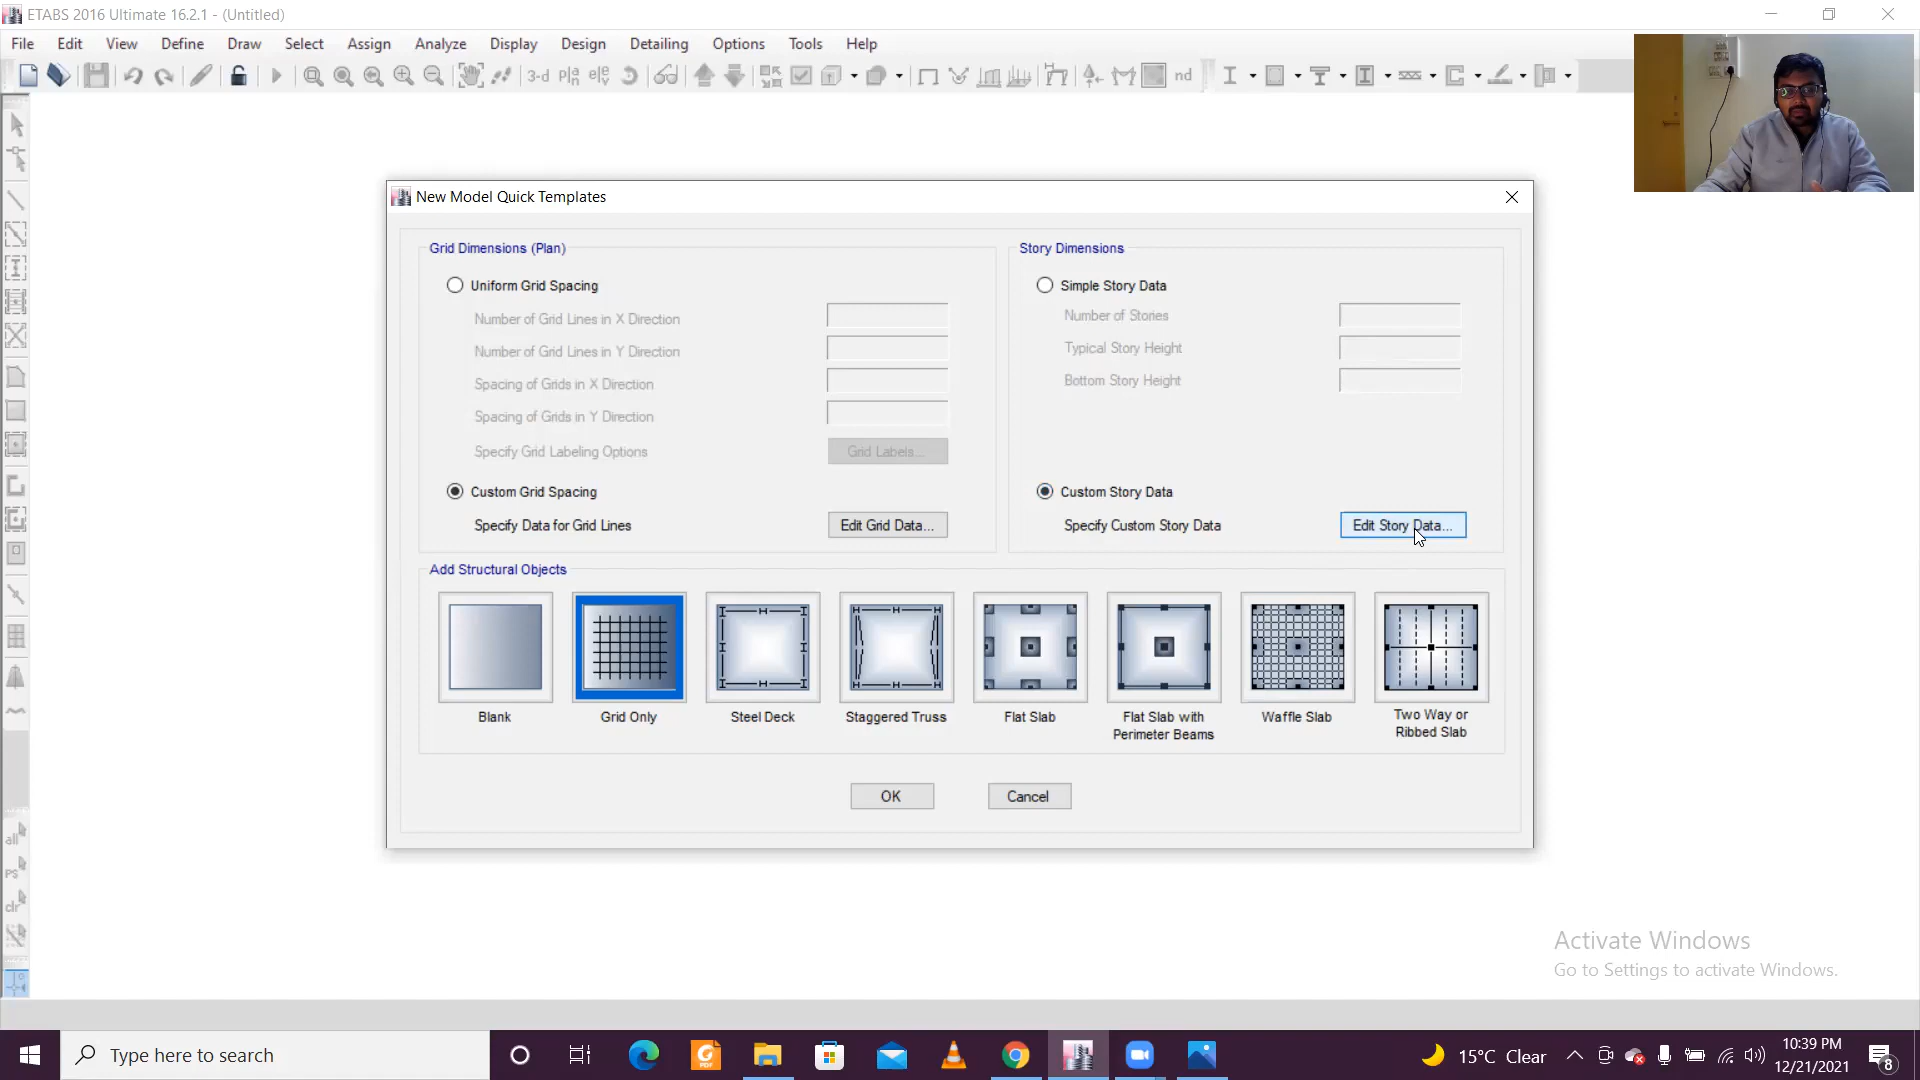 ETABS 2016 Ultimate 16.2.1 - (Untitled)
File Edit View Define Draw Select Assign Analyze Display Design Detailing Options Tools Help
3-d pla ele nd
New Model Quick Templates
Grid Dimensions (Plan)
Uniform Grid Spacing
Number of Grid Lines in X Direction
Number of Grid Lines in Y Direction
Spacing of Grids in X Direction
Spacing of Grids in Y Direction
Specify Grid Labeling Options Grid Labels...
Custom Grid Spacing
Specify Data for Grid Lines Edit Grid Data...
Story Dimensions
Simple Story Data
Number of Stories
Typical Story Height
Bottom Story Height
Custom Story Data
Specify Custom Story Data Edit Story Data...
Add Structural Objects
Blank
Grid Only
Steel Deck
Staggered Truss
Flat Slab
Flat Slab with
Perimeter Beams
Waffle Slab
Two Way or
Ribbed Slab
OK Cancel
all
ps
clr
Activate Windows
Go to Settings to activate Windows.
Type here to search
PDF
15°C Clear
10:39 PM
12/21/2021
8